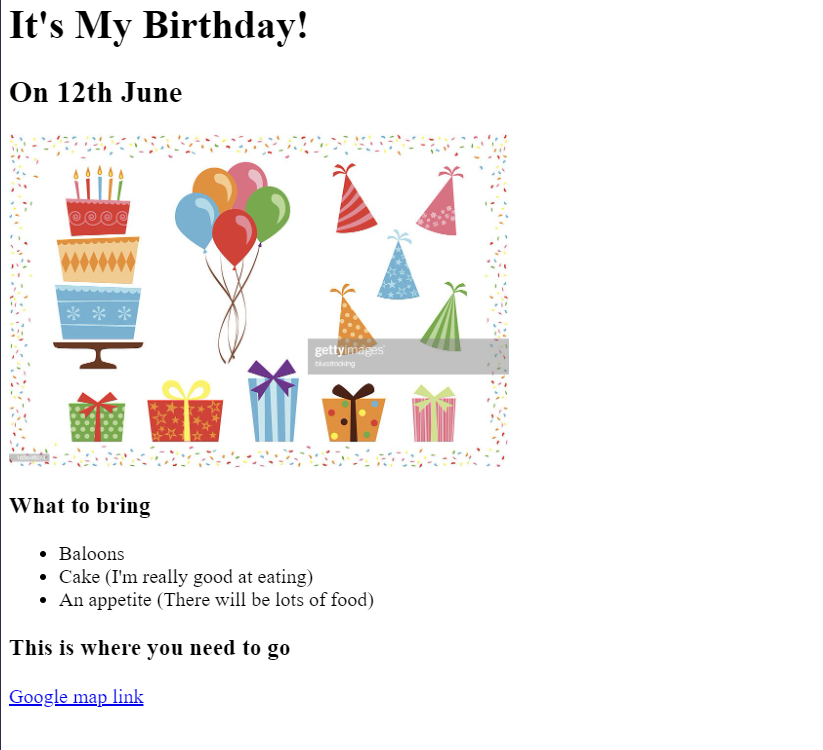 It's My Birthday!
On 12th June
gettyimages
bluestocking
What to bring
Baloons
Cake (I'm really good at eating)
An appetite (There will be lots of food)
This is where you need to go
Google map link